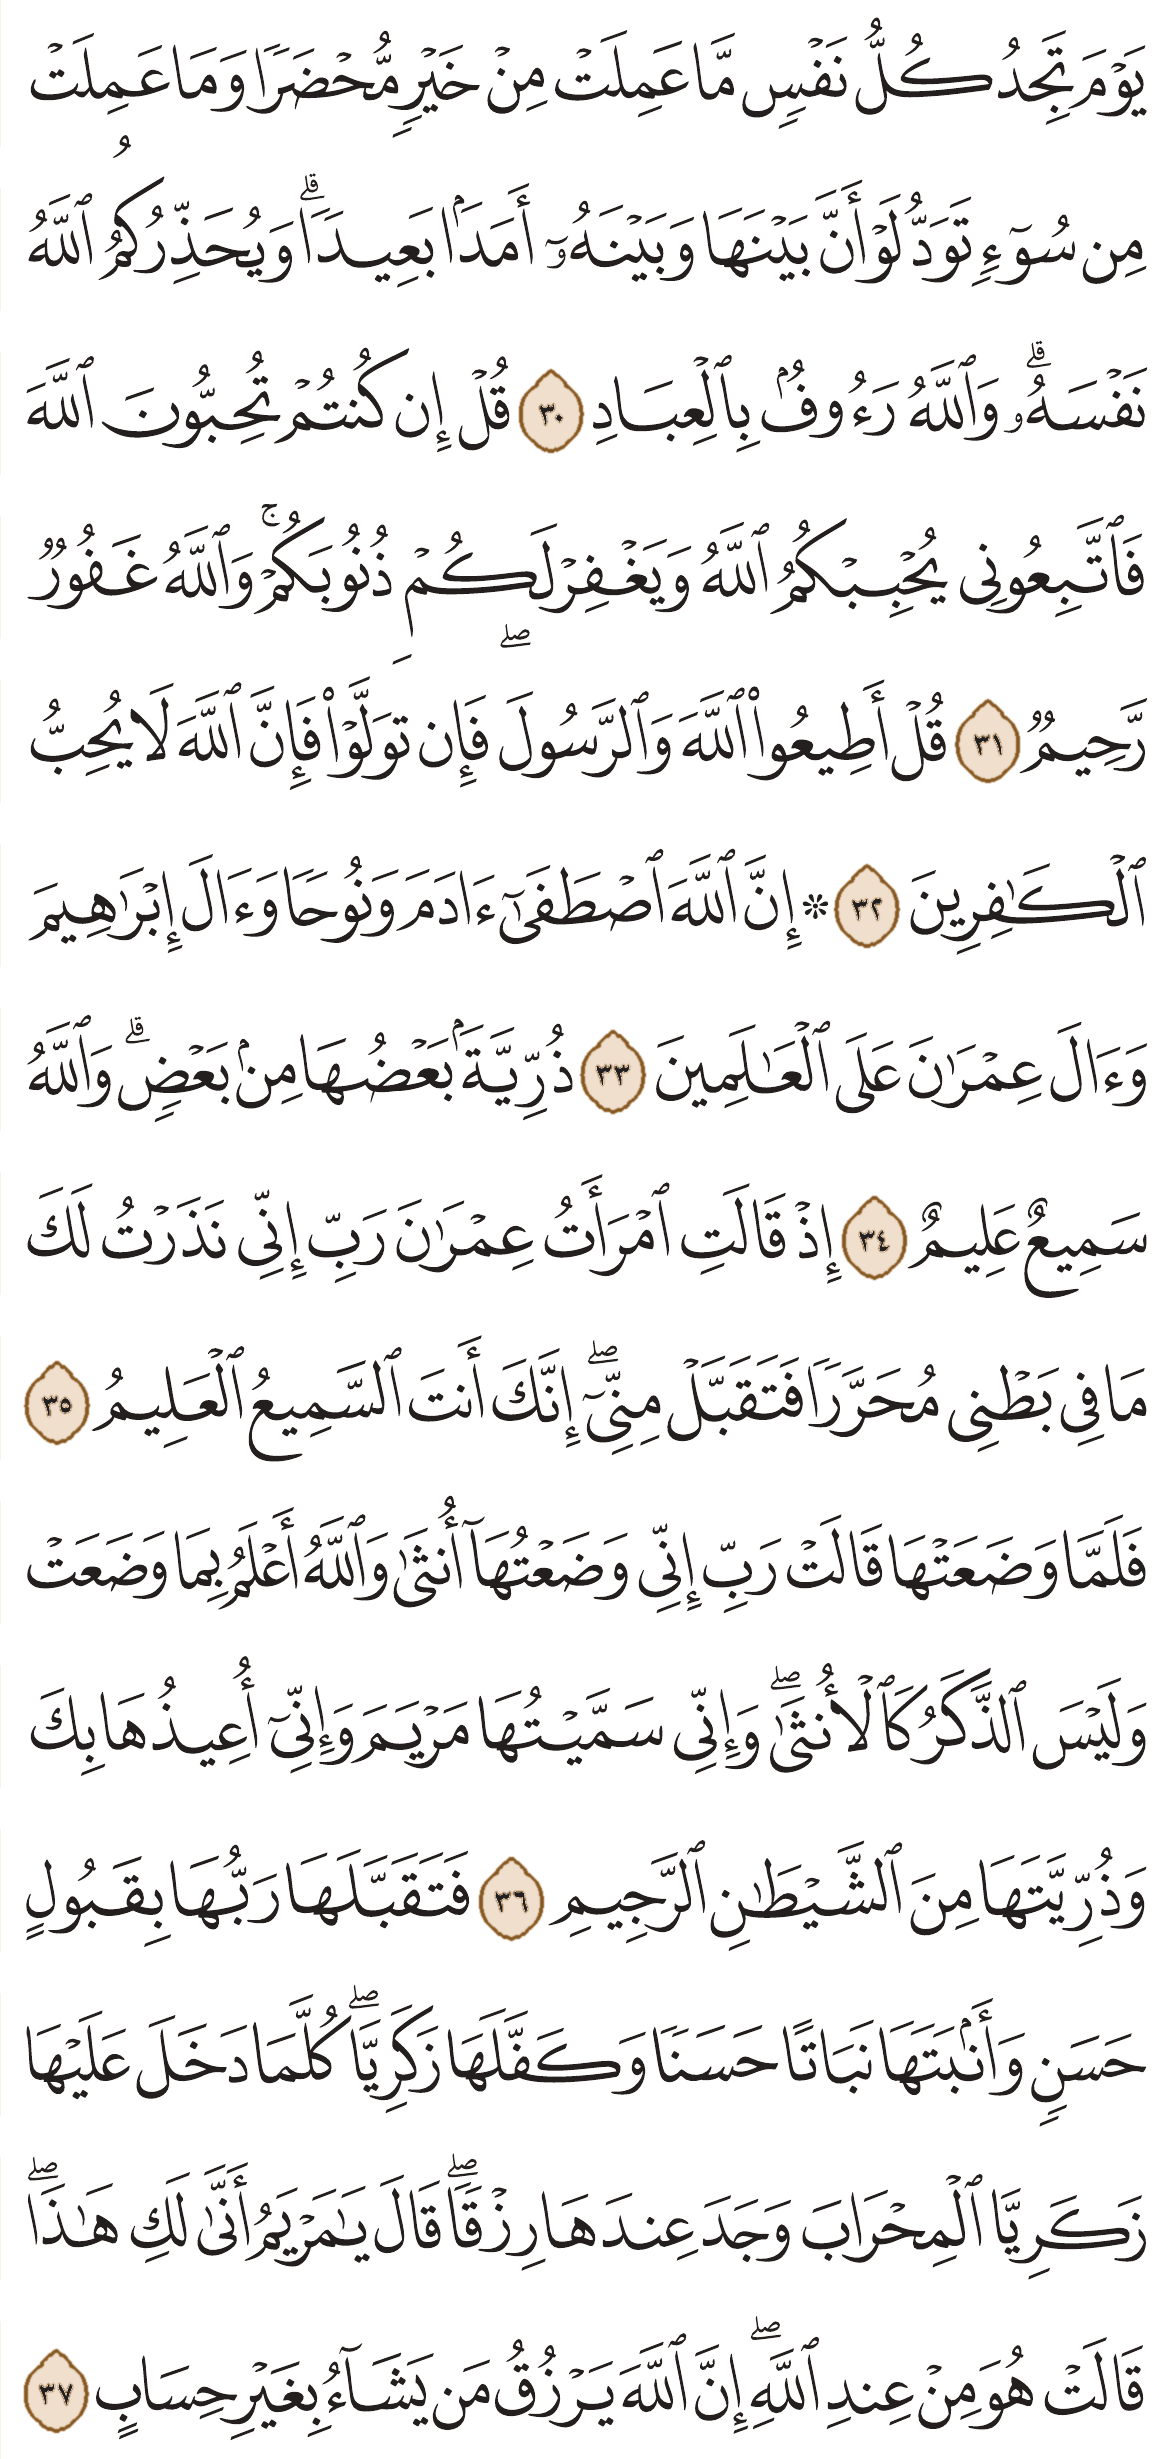 يَوۡمَ تَجِدُ كُلُّ نَفۡسٖ مَّا عَمِلَتۡ مِنۡ خَيۡرٖ مُّحۡضَرٗا وَمَا عَمِلَتۡ
مِن سُوٓءٖ تَوَدُّ لَوۡ أَنَّ بَيۡنَهَا وَبَيۡنَهُۥٓ أَمَدَۢا بَعِيدٗاۗ وَيُحَذِّرُكُمُ ٱللَّهُ
نَفۡسَهُۥۗ وَٱللَّهُ رَءُوفُۢ بِٱلۡعِبَادِ ٣٠ قُلۡ إِن كُنتُمۡ تُحِبُّونَ ٱللَّهَ
فَٱتَّبِعُونِي يُحۡبِبۡكُمُ ٱللَّهُ وَيَغۡفِرۡ لَكُمۡ ذُنُوبَكُمۡۚ وَٱللَّهُ غَفُورٞ
رَّحِيمٞ ٣١ قُلۡ أَطِيعُواْ ٱللَّهَ وَٱلرَّسُولَۖ فَإِن تَوَلَّوۡاْ فَإِنَّ ٱللَّهَ لَا يُحِبُّ
ٱلۡكَٰفِرِينَ ٣٢ ۞ إِنَّ ٱللَّهَ ٱصۡطَفَىٰٓ ءَادَمَ وَنُوحٗا وَءَالَ إِبۡرَٰهِيمَ
وَءَالَ عِمۡرَٰنَ عَلَى ٱلۡعَٰلَمِينَ ٣٣ ذُرِّيَّةَۢ بَعۡضُهَا مِنۢ بَعۡضٖۗ وَٱللَّهُ
سَمِيعٌ عَلِيمٌ ٣٤ إِذۡ قَالَتِ ٱمۡرَأَتُ عِمۡرَٰنَ رَبِّ إِنِّي نَذَرۡتُ لَكَ
مَا فِي بَطۡنِي مُحَرَّرٗا فَتَقَبَّلۡ مِنِّيٓۖ إِنَّكَ أَنتَ ٱلسَّمِيعُ ٱلۡعَلِيمُ ٣٥
فَلَمَّا وَضَعَتۡهَا قَالَتۡ رَبِّ إِنِّي وَضَعۡتُهَآ أُنثَىٰ وَٱللَّهُ أَعۡلَمُ بِمَا وَضَعَتۡ
وَلَيۡسَ ٱلذَّكَرُ كَٱلۡأُنثَىٰۖ وَإِنِّي سَمَّيۡتُهَا مَرۡيَمَ وَإِنِّيٓ أُعِيذُهَا بِكَ
وَذُرِّيَّتَهَا مِنَ ٱلشَّيۡطَٰنِ ٱلرَّجِيمِ ٣٦ فَتَقَبَّلَهَا رَبُّهَا بِقَبُولٍ
حَسَنٖ وَأَنۢبَتَهَا نَبَاتًا حَسَنٗا وَكَفَّلَهَا زَكَرِيَّاۖ كُلَّمَا دَخَلَ عَلَيۡهَا
زَكَرِيَّا ٱلۡمِحۡرَابَ وَجَدَ عِندَهَا رِزۡقٗاۖ قَالَ يَٰمَرۡيَمُ أَنَّىٰ لَكِ هَٰذَاۖ
قَالَتۡ هُوَ مِنۡ عِندِ ٱللَّهِۖ إِنَّ ٱللَّهَ يَرۡزُقُ مَن يَشَآءُ بِغَيۡرِ حِسَابٍ ٣٧